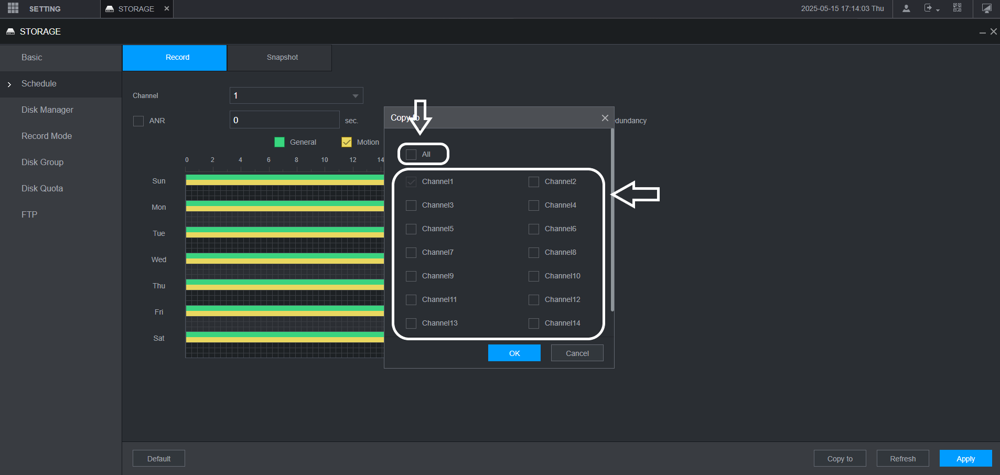 SETTING
STORAGE
2025-05-15 17:14:03 Thu
STORAGE
Basic
Schedule
Disk Manager
Record Mode
Disk Group
Disk Quota
FTP
Record Snapshot
Channel 1
ANR 0 sec.
General Motion
0 2 4 6 8 10 12 14
Sun
Mon
Tue
Wed
Thu
Fri
Sat
Copy to
dundancy
All
Channel1 Channel2
Channel3 Channel4
Channel5 Channel6
Channel7 Channel8
Channel9 Channel10
Channel11 Channel12
Channel13 Channel14
OK Cancel
Default Copy to Refresh Apply